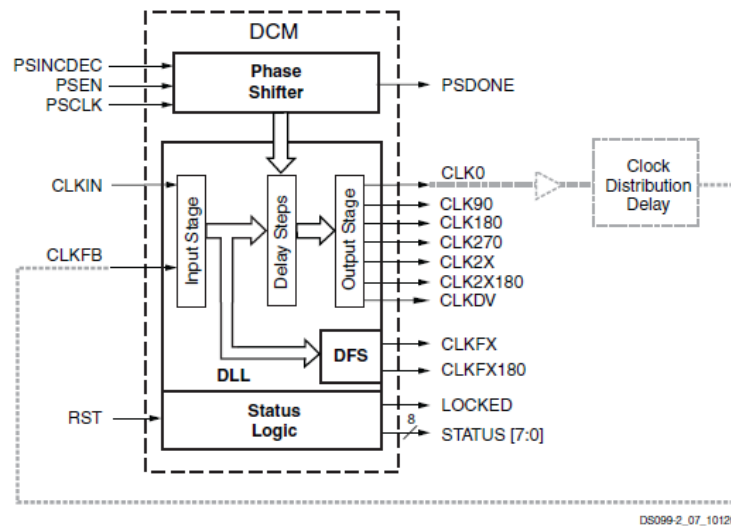 DCM
PSINCDEC
PSEN
PSCLK
Phase
Shifter
PSDONE
CLKIN
CLKFB
Input Stage
Delay Steps
Output Stage
CLK0
CLK90
CLK180
CLK270
CLK2X
CLK2X180
CLKDV
Clock
Distribution
Delay
DFS
DLL
CLKFX
CLKFX180
RST
Status
Logic
LOCKED
8
STATUS [7:0]